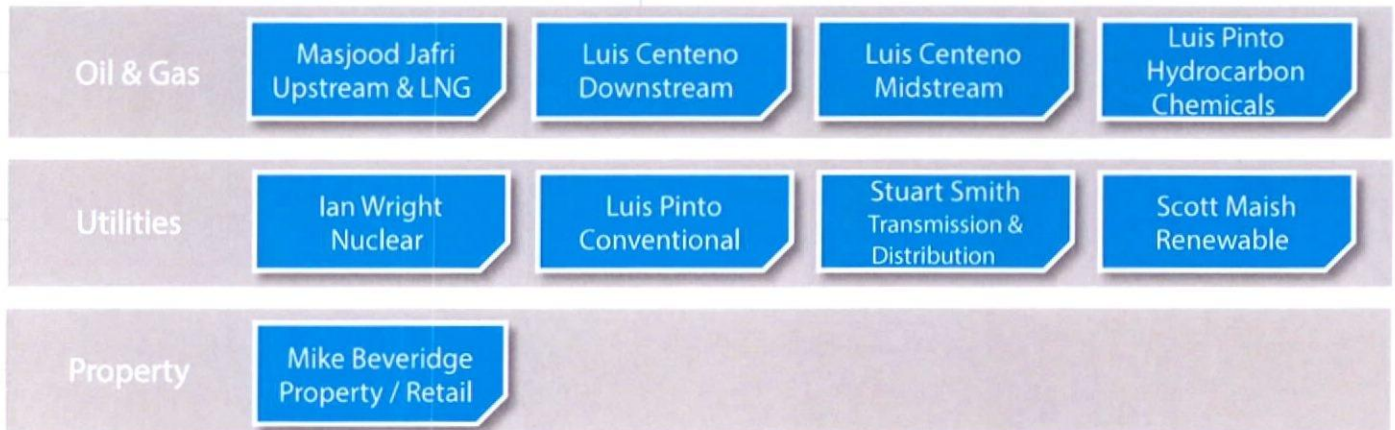 Oil & Gas
Masjood Jafri
Upstream & LNG
Luis Centeno
Downstream
Luis Centeno
Midstream
Luis Pinto
Hydrocarbon
Chemicals
Utilities
Ian Wright
Nuclear
Luis Pinto
Conventional
Stuart Smith
Transmission &
Distribution
Scott Maish
Renewable
Property
Mike Beveridge
Property / Retail